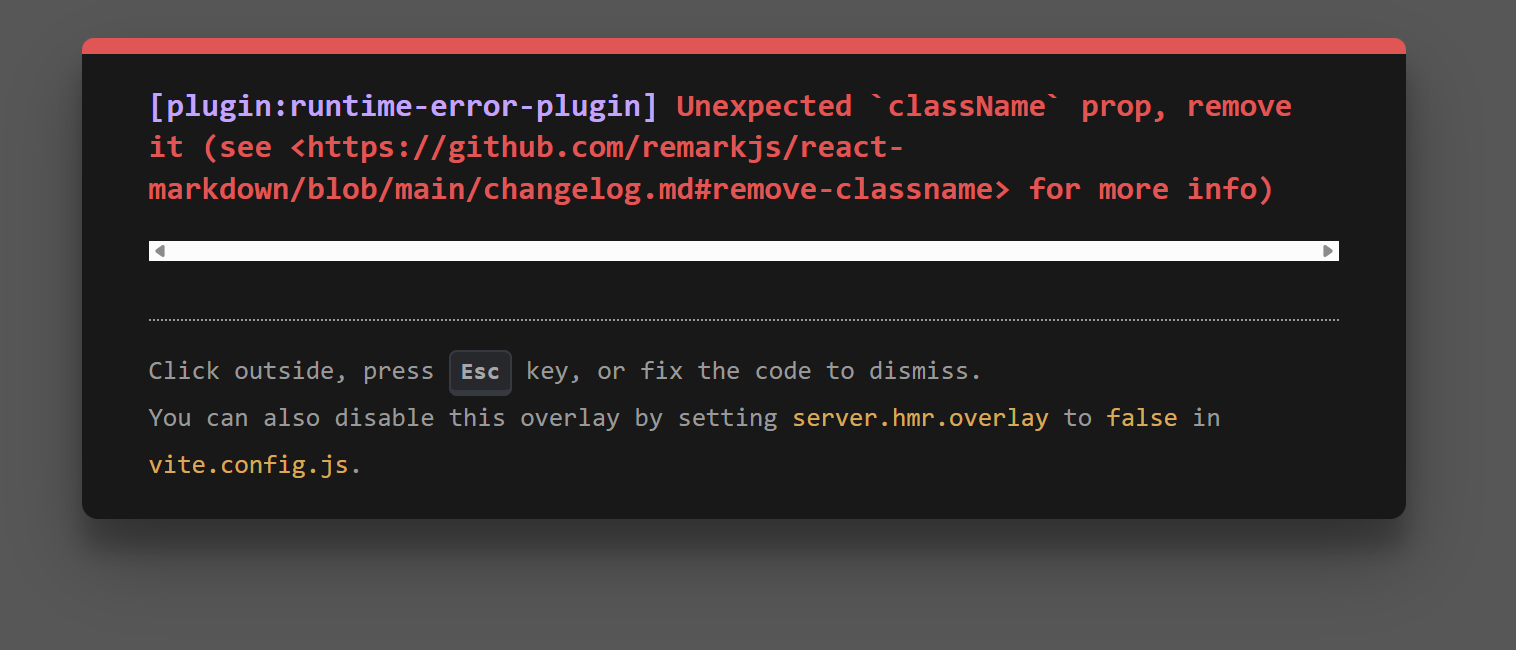 [plugin:runtime-error-plugin] Unexpected `className` prop, remove
it (see <https://github.com/remarkjs/react-
markdown/blob/main/changelog.md#remove-classname> for more info)
Click outside, press Esc key, or fix the code to dismiss.
You can also disable this overlay by setting server.hmr.overlay to false in
vite.config.js.